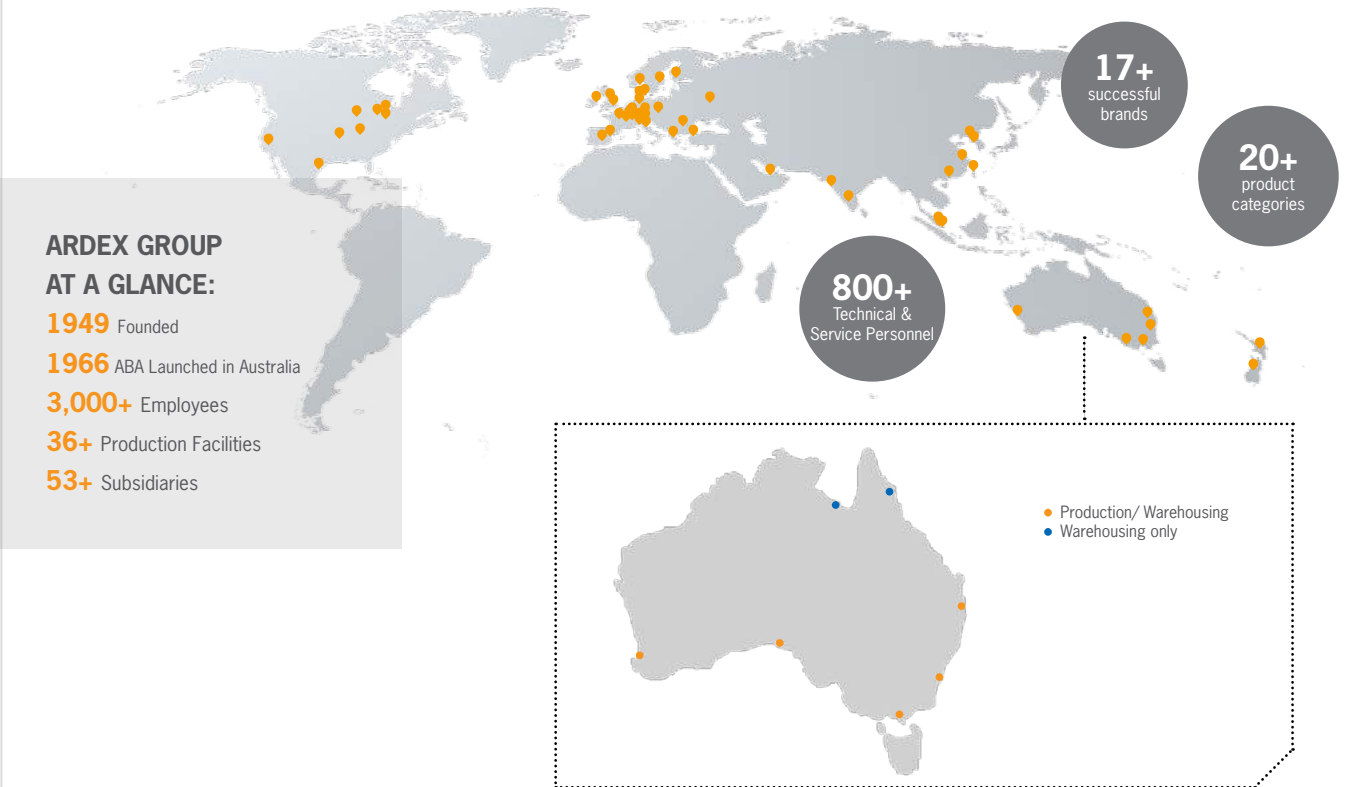 17+
successful
brands
20+
product
categories
800+
Technical &
Service Personnel
ARDEX GROUP
AT A GLANCE:
1949 Founded
1966 ABA Launched in Australia
3,000+ Employees
36+ Production Facilities
53+ Subsidiaries
Production/ Warehousing
Warehousing only